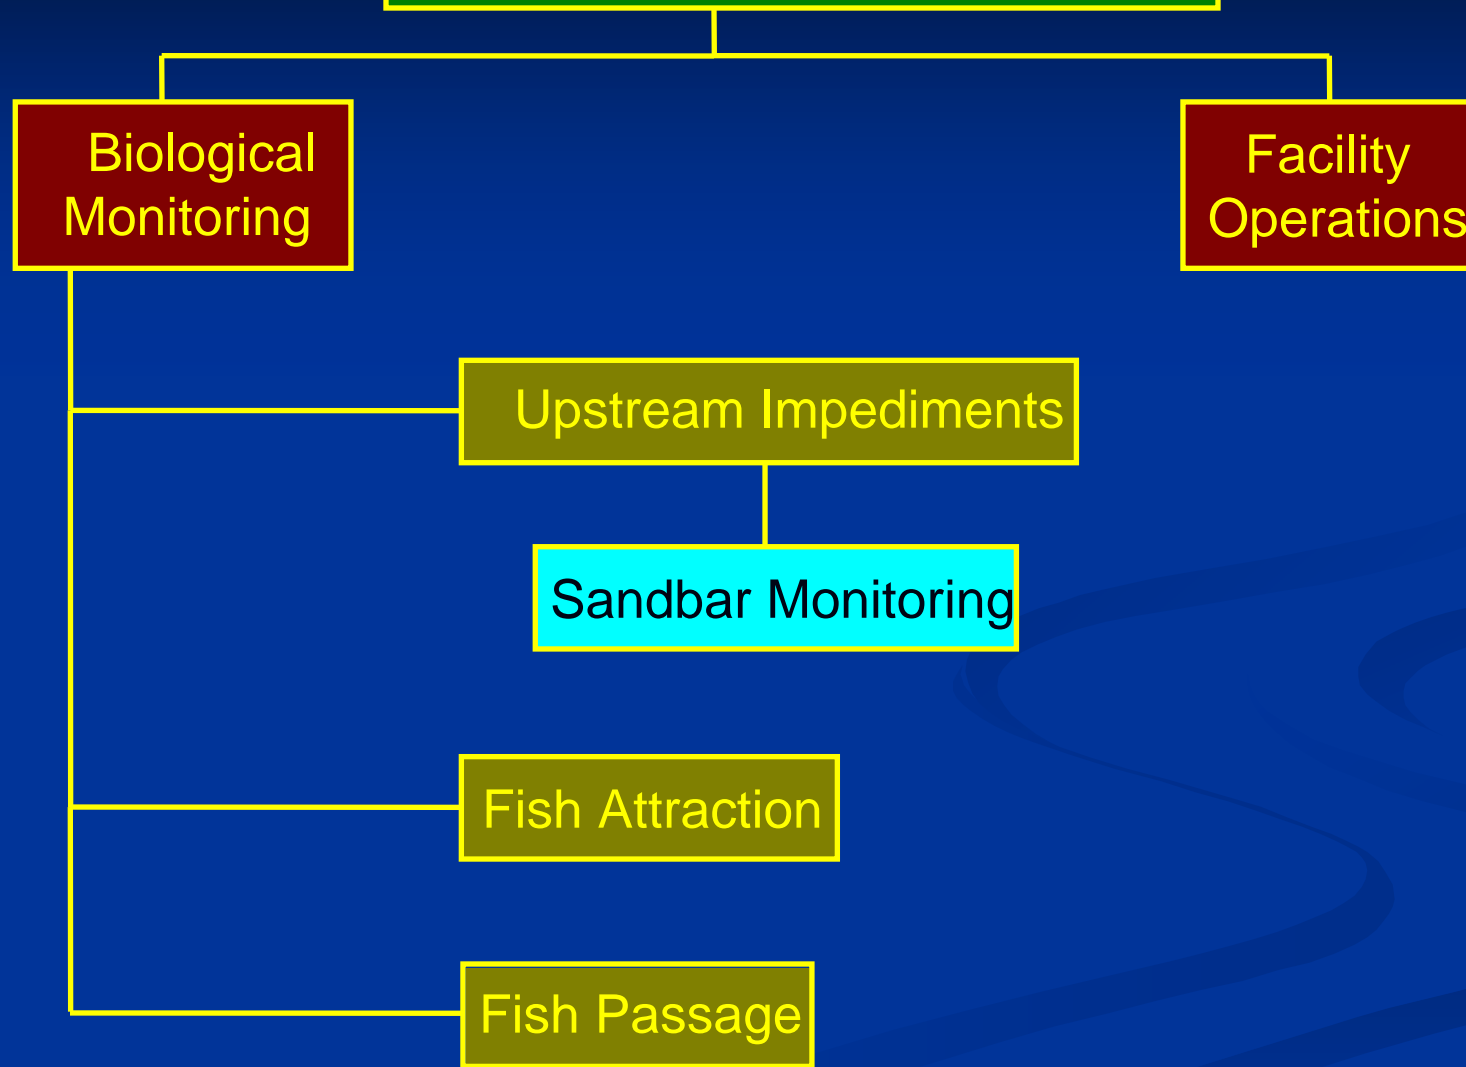 Biological
Monitoring
Facility
Operations
Upstream Impediments
Sandbar Monitoring
Fish Attraction
Fish Passage